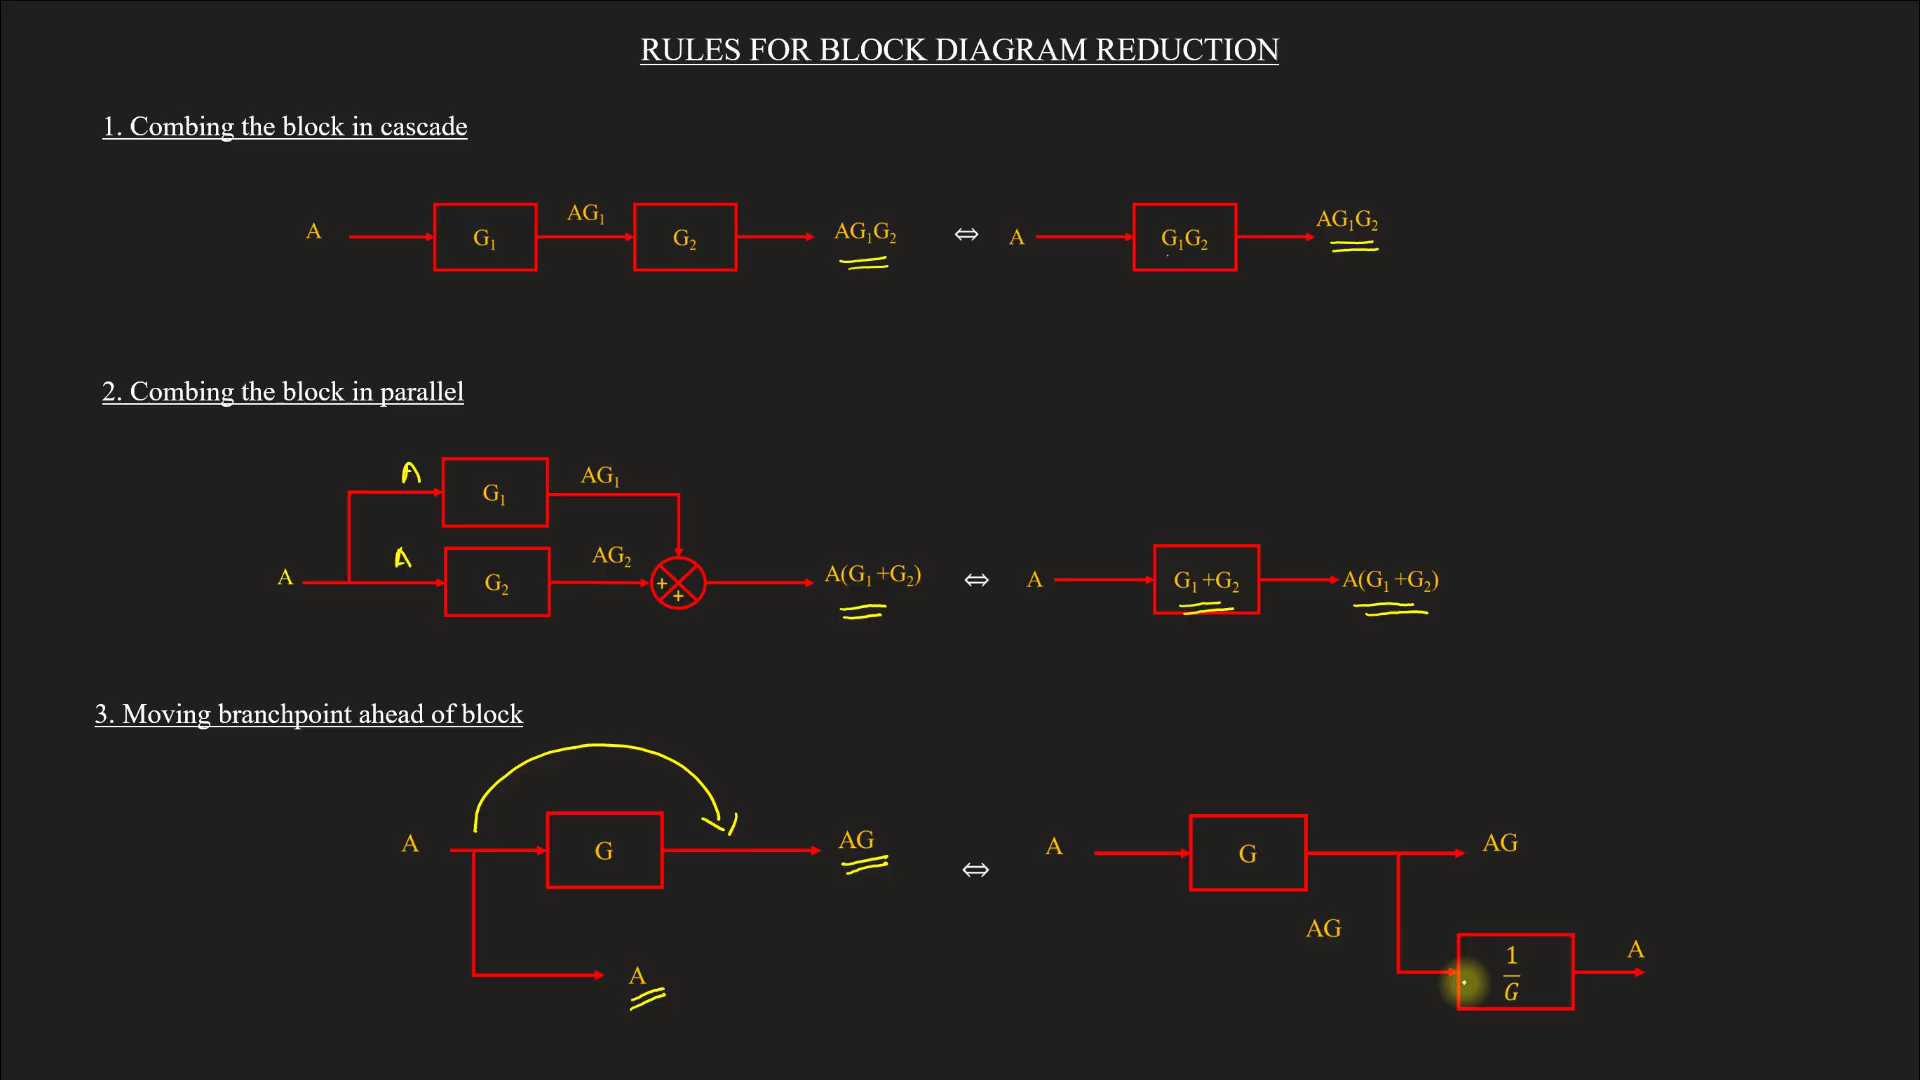 RULES FOR BLOCK DIAGRAM REDUCTION
1. Combing the block in cascade
A G₁ AG₁ G₂ AG₁G₂ ⇔ A G₁G₂ AG₁G₂
2. Combing the block in parallel
A G₁ AG₁
A A G₂ AG₂ + + A(G₁ +G₂) ⇔ A G₁ +G₂ A(G₁ +G₂)
3. Moving branchpoint ahead of block
A G AG ⇔ A G AG
A AG 1/G A